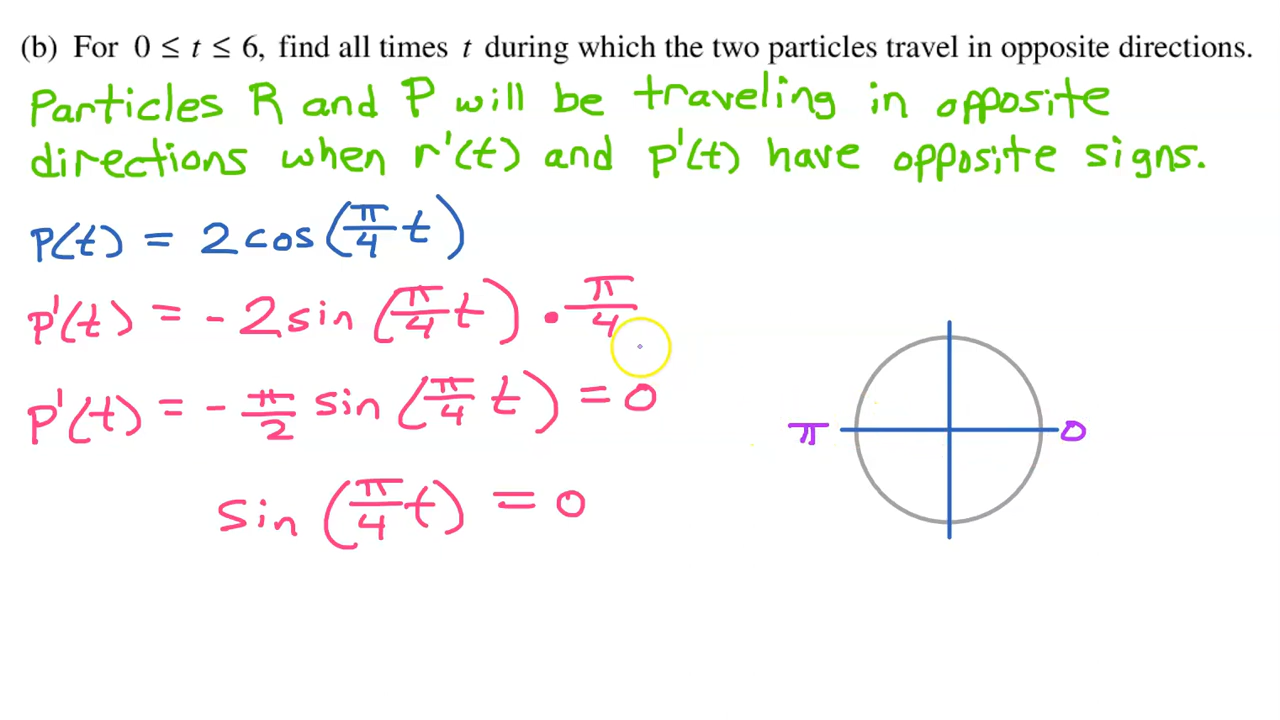 (b) For 0 ≤ t ≤ 6, find all times t during which the two particles travel in opposite directions.
Particles R and P will be traveling in opposite
directions when r'(t) and p'(t) have opposite signs.
P(t) = 2cos(π/4 t)
p'(t) = -2sin(π/4 t) · π/4
p'(t) = -π/2 sin(π/4 t) = 0
π 0
sin(π/4 t) = 0